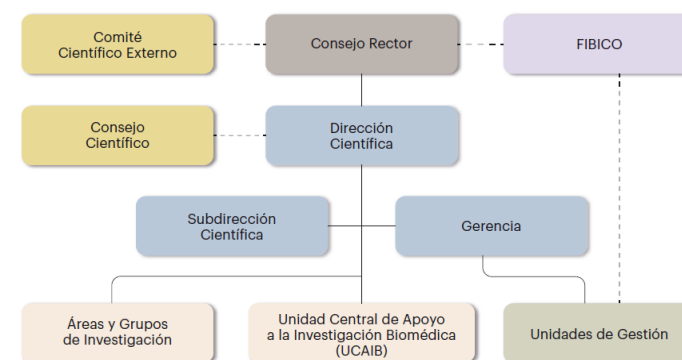 Comité
Científico Externo
Consejo Rector
FIBICO
Consejo
Científico
Dirección
Científica
Subdirección
Científica
Gerencia
Áreas y Grupos
de Investigación
Unidad Central de Apoyo
a la Investigación Biomédica
(UCAIB)
Unidades de Gestión